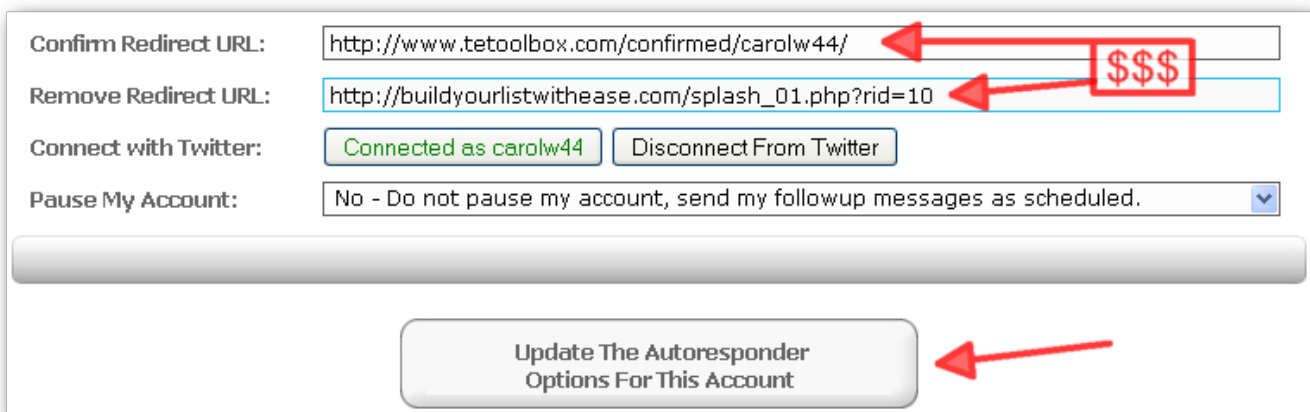 Confirm Redirect URL: http://www.tetoolbox.com/confirmed/carolw44/
$$$
Remove Redirect URL: http://buildyourlistwithease.com/splash_01.php?rid=10
Connect with Twitter: Connected as carolw44 Disconnect From Twitter
Pause My Account: No - Do not pause my account, send my followup messages as scheduled.
Update The Autoresponder
Options For This Account